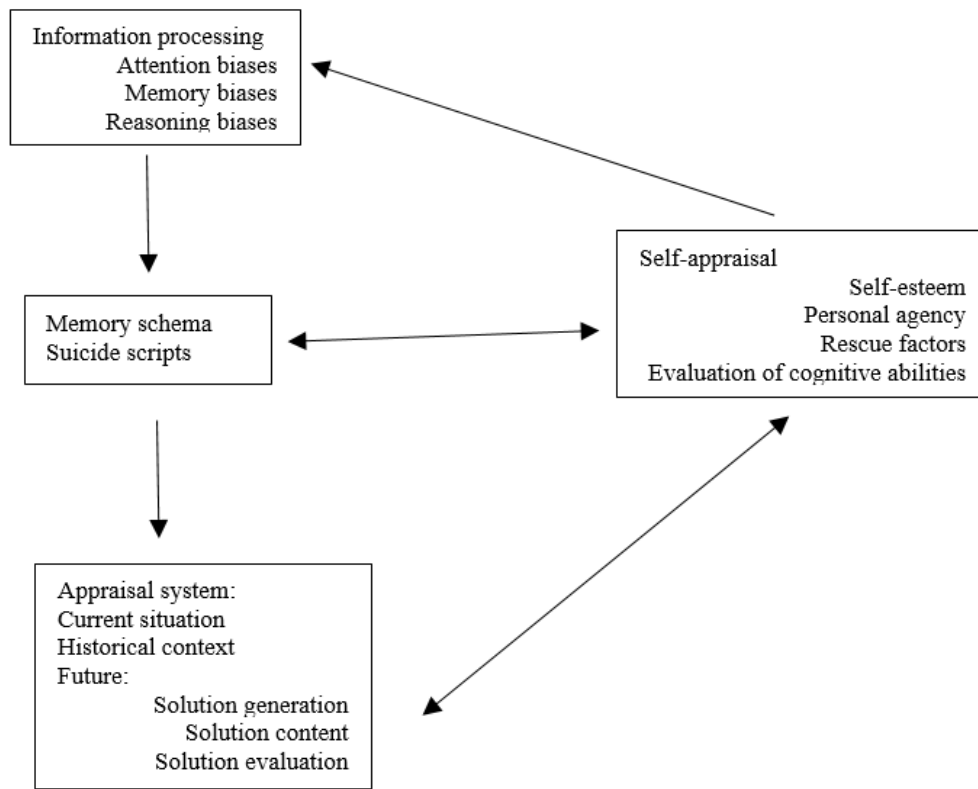 Information processing
Attention biases
Memory biases
Reasoning biases
Self-appraisal
Self-esteem
Personal agency
Rescue factors
Evaluation of cognitive abilities
Memory schema
Suicide scripts
Appraisal system:
Current situation
Historical context
Future:
Solution generation
Solution content
Solution evaluation